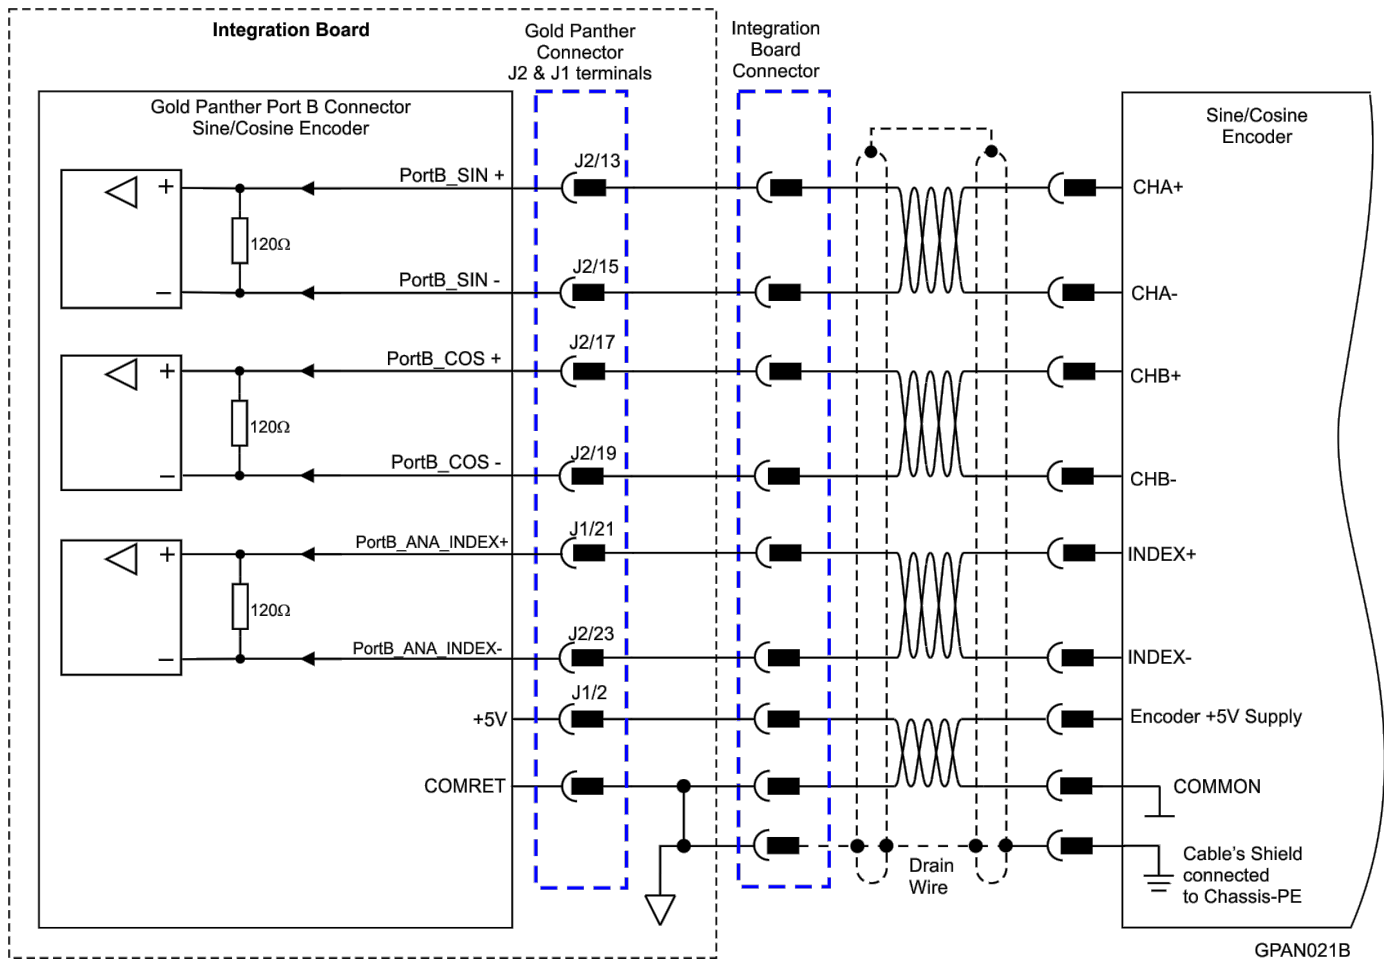 Integration Board
Gold Panther
Connector
J2 & J1 terminals
Integration
Board
Connector
Gold Panther Port B Connector
Sine/Cosine Encoder
Sine/Cosine
Encoder
PortB_SIN +
J2/13
CHA+
120Ω
PortB_SIN -
J2/15
CHA-
PortB_COS +
J2/17
CHB+
120Ω
PortB_COS -
J2/19
CHB-
PortB_ANA_INDEX+
J1/21
INDEX+
120Ω
PortB_ANA_INDEX-
J2/23
INDEX-
+5V
J1/2
Encoder +5V Supply
COMRET
COMMON
Drain
Wire
Cable's Shield
connected
to Chassis-PE
GPAN021B